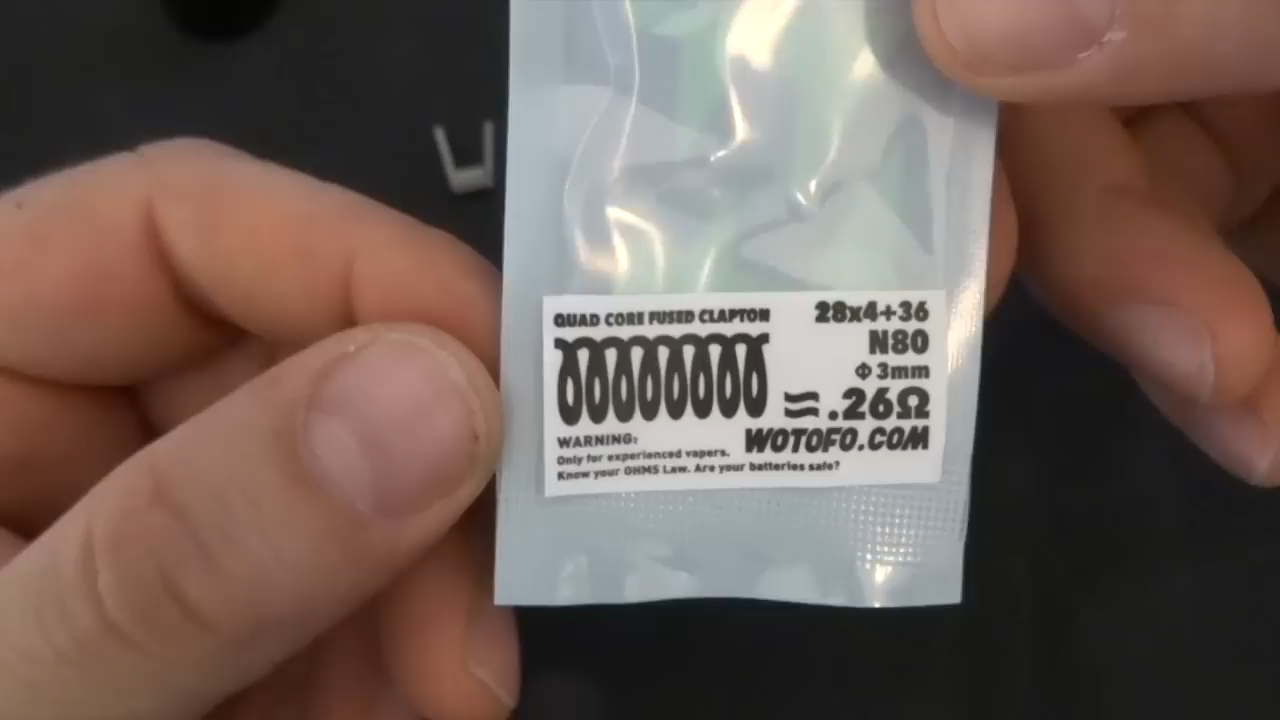 QUAD CORE FUSED CLAPTON
28x4+36
N80
Φ3mm
≈.26Ω
WOTOFO.COM
WARNING:
Only for experienced vapers.
Know your OHMS Law. Are your batteries safe?